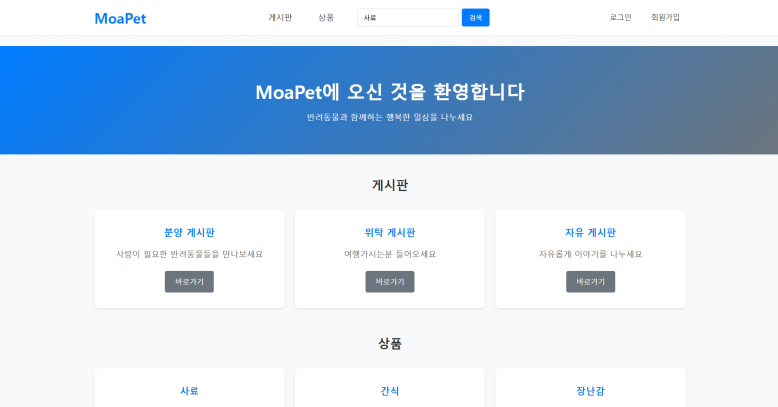 MoaPet 게시판 상품 사료 검색 로그인 회원가입
MoaPet에 오신 것을 환영합니다
반려동물과 함께하는 행복한 일상을 나누세요
게시판
분양 게시판
사랑이 필요한 반려동물들을 만나보세요
바로가기
위탁 게시판
여행가시는분 들어오세요
바로가기
자유 게시판
자유롭게 이야기를 나누세요
바로가기
상품
사료
간식
장난감